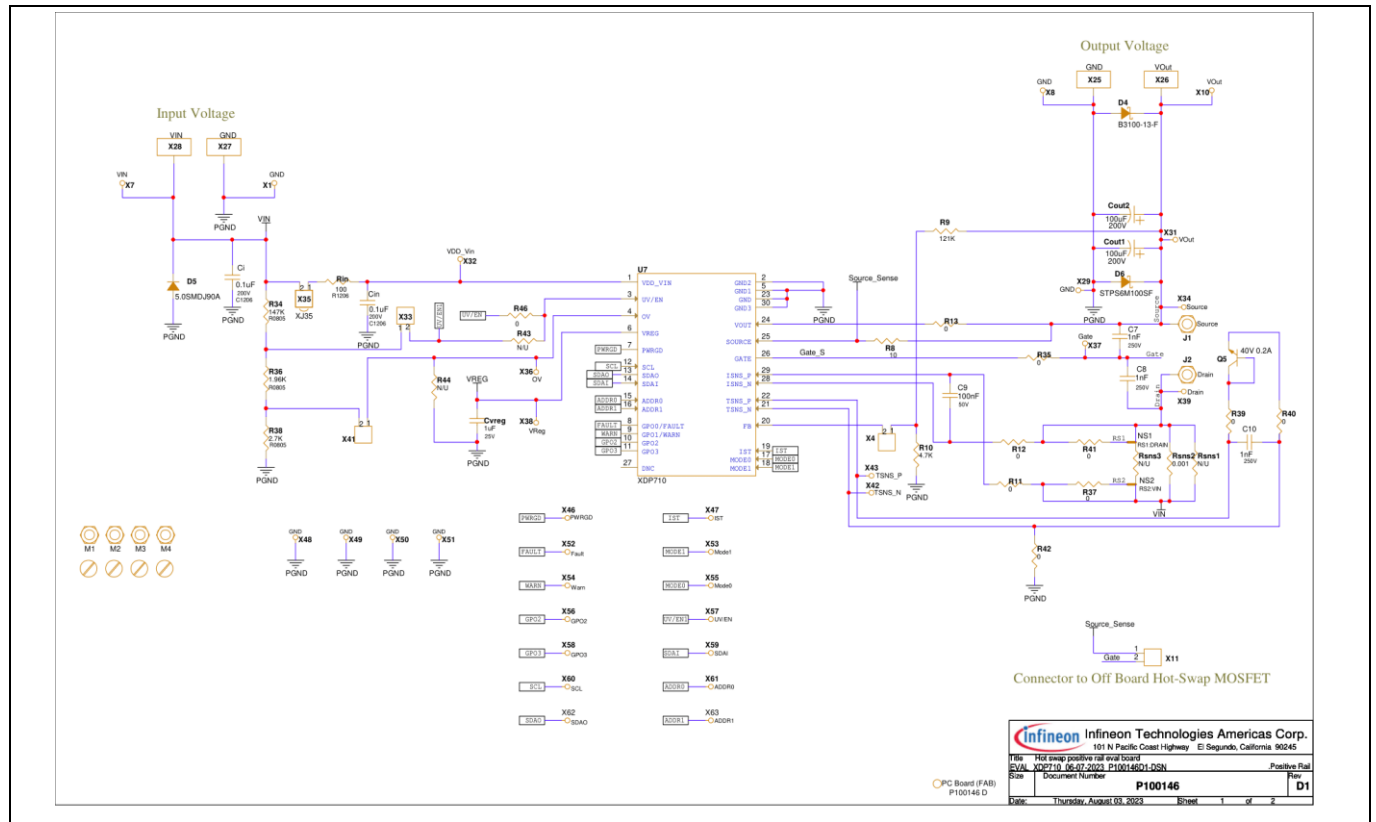 Output Voltage
GND
X25
VOut
X26
GND
X8
VOut
X10
D4
B3100-13-F
Input Voltage
VIN
X28
GND
X27
VIN
X7
GND
X1
PGND
VIN
D5
5.0SMDJ90A
PGND
Ci
0.1uF
200V
C1206
PGND
R34
147K
R0805
R36
1.96K
R0805
R38
2.7K
R0805
PGND
2 1
X35
XJ35
Rin
100
R1206
Cin
0.1uF
200V
C1206
PGND
VDD_Vin
X32
X33
1 2
UV/EN
UV/EN
R46
0
R43
N/U
R44
N/U
X36
OV
VREG
X38
VReg
Cvreg
1uF
25V
PGND
2 1
X41
U7
XDP710
1 VDD_VIN
3 UV/EN
4 OV
6 VREG
PWRGD 7 PWRGD
SCL 12 SCL
SDAO 13 SDAO
SDAI 14 SDAI
ADDR0 15 ADDR0
ADDR1 16 ADDR1
FAULT 8 GPO0/FAULT
WARN 9 GPO1/WARN
GPO2 10 GPO2
GPO3 11 GPO3
27 DNC
GND2 2
GND1 5
GND 23
GND3 30
VOUT 24
SOURCE 25
GATE 26
ISNS_P 29
ISNS_N 28
TSNS_P 22
TSNS_N 21
FB 20
IST 19 IST
MODE0 17 MODE0
MODE1 18 MODE1
PGND
Source_Sense
R9
121K
R13
0
R8
10
Gate_S
R35
0
C9
100nF
50V
2 1
X4
R10
4.7K
PGND
X43
TSNS_P
X42
TSNS_N
Cout2
100uF
200V
Cout1
100uF
200V
X31
VOut
X29
GND
D6
STPS6M100SF
PGND
Source
X34
Source
Source
J1
Gate
X37
C7
1nF
250V
Gate
C8
1nF
250V
J2
Drain
Drain
Drain
X39
Q5
40V 0.2A
R39
0
R40
0
C10
1nF
250V
R12
0
R41
0
R11
0
R37
0
RS1
RS2
NS1
RS1:DRAIN
Rsns3
N/U
NS2
RS2:VIN
Rsns2
0.001
Rsns1
N/U
VIN
R42
0
PGND
M1 M2 M3 M4
GND
X48
PGND
GND
X49
PGND
GND
X50
PGND
GND
X51
PGND
X46
PWRGD PWRGD
X52
FAULT Fault
X54
WARN Warn
X56
GPO2 GPO2
X58
GPO3 GPO3
X60
SCL SCL
X62
SDAO SDAO
X47
IST IST
X53
MODE1 Mode1
X55
MODE0 Mode0
X57
UV/EN1 UV/EN
X59
SDAI SDAI
X61
ADDR0 ADDR0
X63
ADDR1 ADDR1
Source_Sense
1
Gate 2
X11
Connector to Off Board Hot-Swap MOSFET
PC Board (FAB)
P100146 D
infineon
Infineon Technologies Americas Corp.
101 N Pacific Coast Highway El Segundo, California 90245
Title Hot swap positive rail eval board
EVAL_XDP710_06-07-2023_P100146D1-DSN .Positive Rail
Size Document Number Rev
P100146 D1
Date: Thursday, August 03, 2023 Sheet 1 of 2